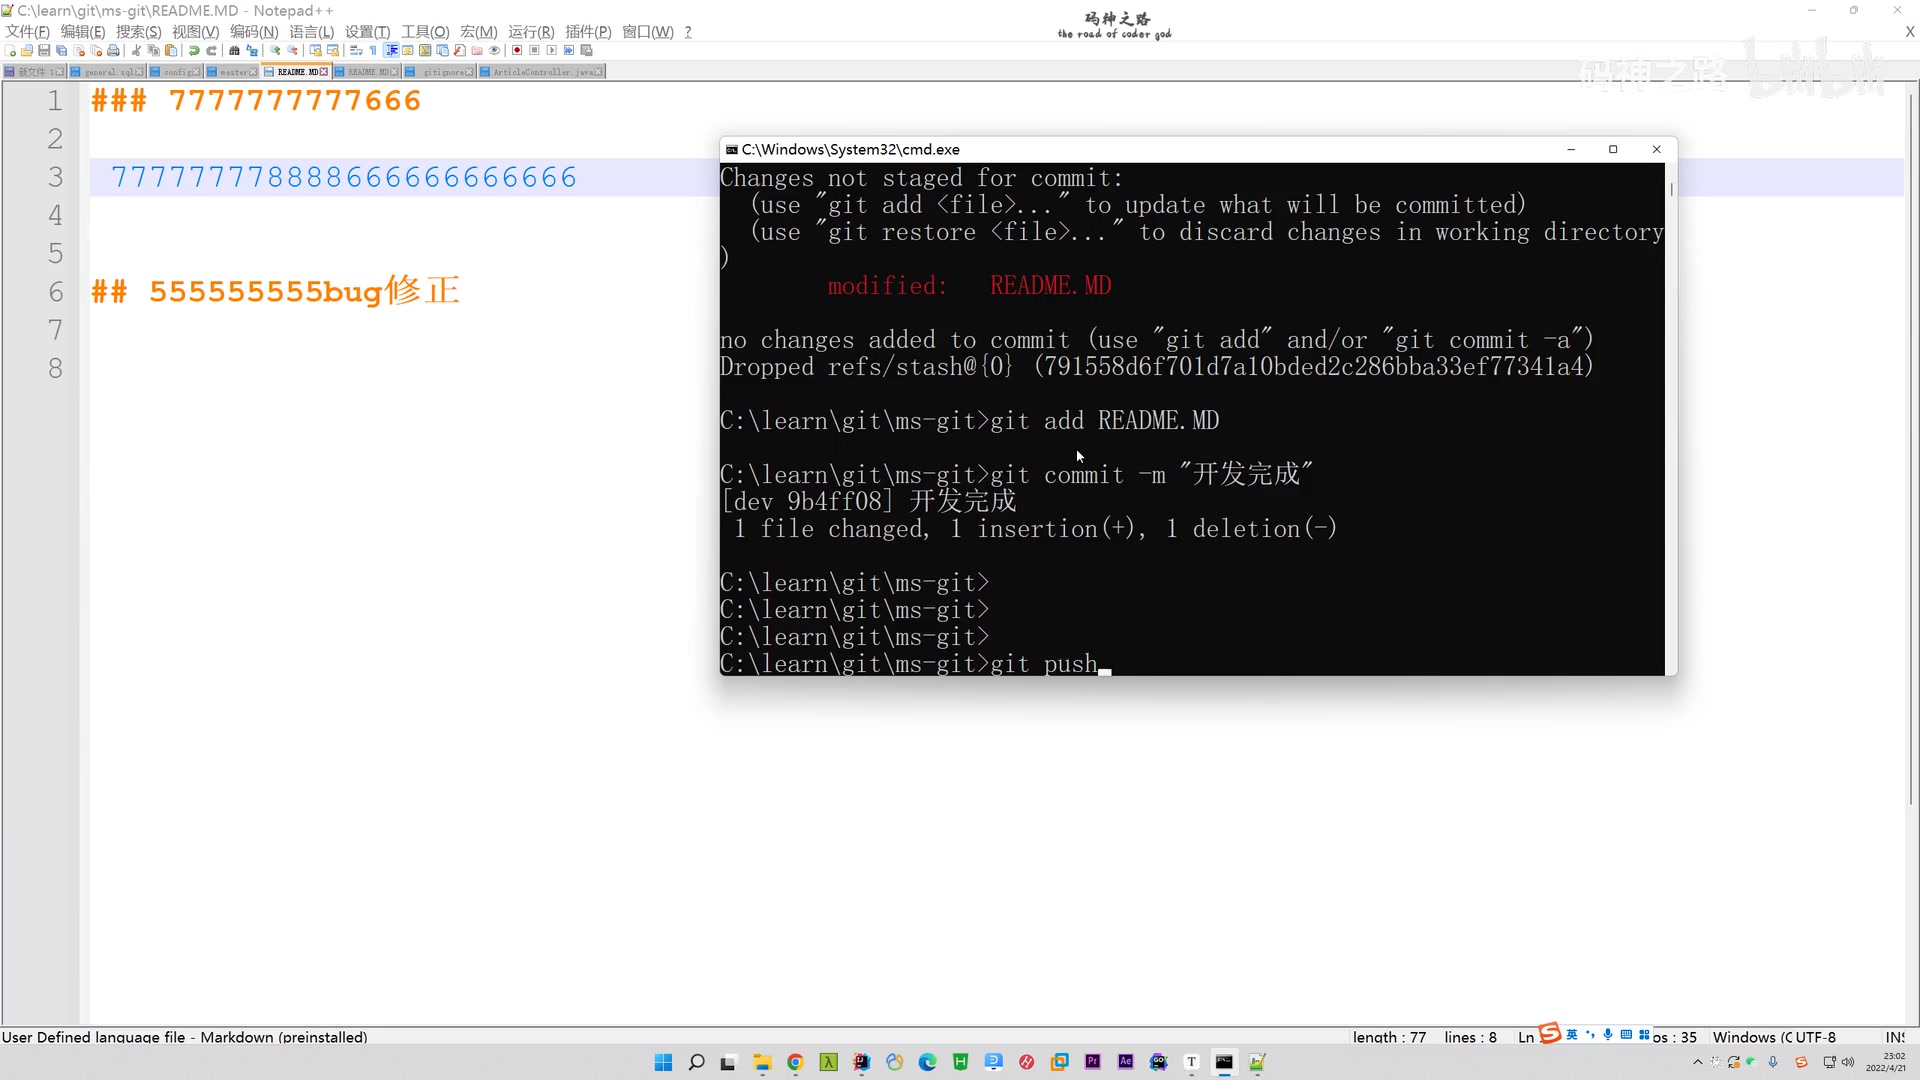 C:\learn\git\ms-git\README.MD - Notepad++
文件(F) 编辑(E) 搜索(S) 视图(V) 编码(N) 语言(L) 设置(T) 工具(O) 宏(M) 运行(R) 插件(P) 窗口(W) ?
X
码神之路
the road of coder god
新文件 1 general.sql config master README.MD README.MD gitignore ArticleController.java
码神之路 bilibili
1 ### 7777777777666
2
3 777777778888666666666666
4
5
6 ## 555555555bug修正
7
8
C:\Windows\System32\cmd.exe
Changes not staged for commit:
(use "git add <file>..." to update what will be committed)
(use "git restore <file>..." to discard changes in working directory
)
modified: README.MD
no changes added to commit (use "git add" and/or "git commit -a")
Dropped refs/stash@{0} (791558d6f701d7a10bded2c286bba33ef77341a4)
C:\learn\git\ms-git>git add README.MD
C:\learn\git\ms-git>git commit -m "开发完成"
[dev 9b4ff08] 开发完成
1 file changed, 1 insertion(+), 1 deletion(-)
C:\learn\git\ms-git>
C:\learn\git\ms-git>
C:\learn\git\ms-git>
C:\learn\git\ms-git>git push
User Defined language file - Markdown (preinstalled)
length : 77 lines : 8 Ln 英 os : 35 Windows (C UTF-8 INS
23:02
2022/4/21